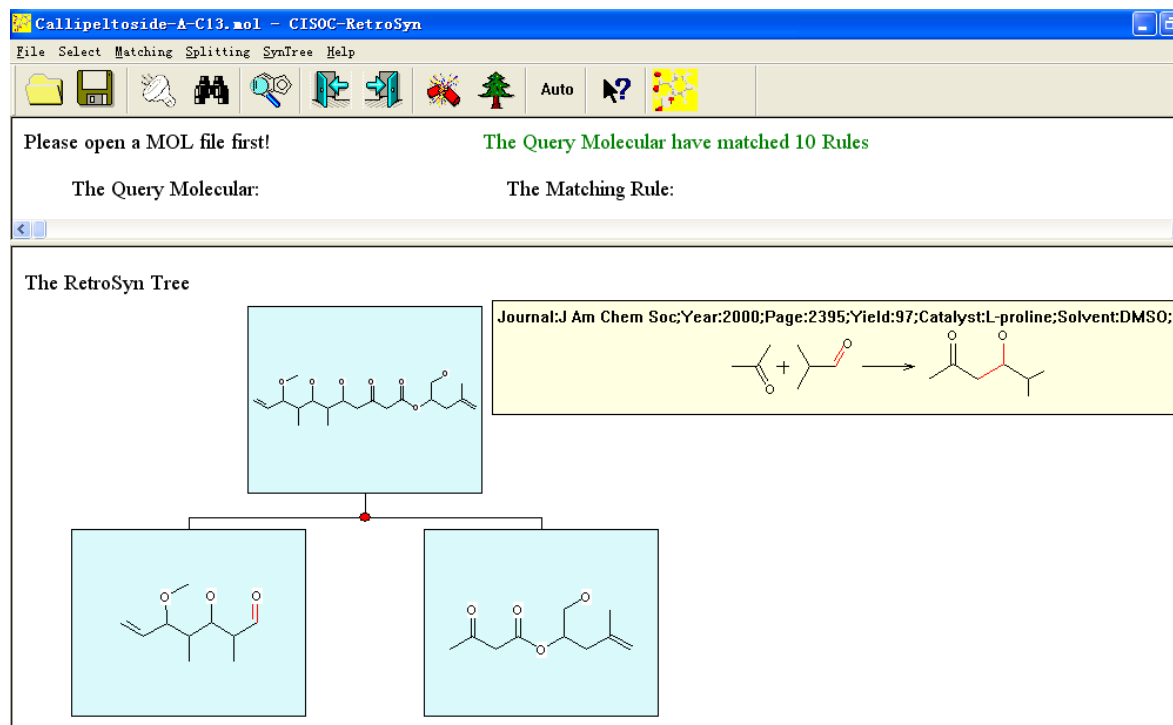 Callipeltoside-A-C13.mol - CISOC-RetroSyn
File Select Matching Splitting SynTree Help
Auto
?
Please open a MOL file first!
The Query Molecular have matched 10 Rules
The Query Molecular:
The Matching Rule:
The RetroSyn Tree
Journal:J Am Chem Soc;Year:2000;Page:2395;Yield:97;Catalyst:L-proline;Solvent:DMSO;
O O
+
O
O O O O O O
O
O O O
O O O
O